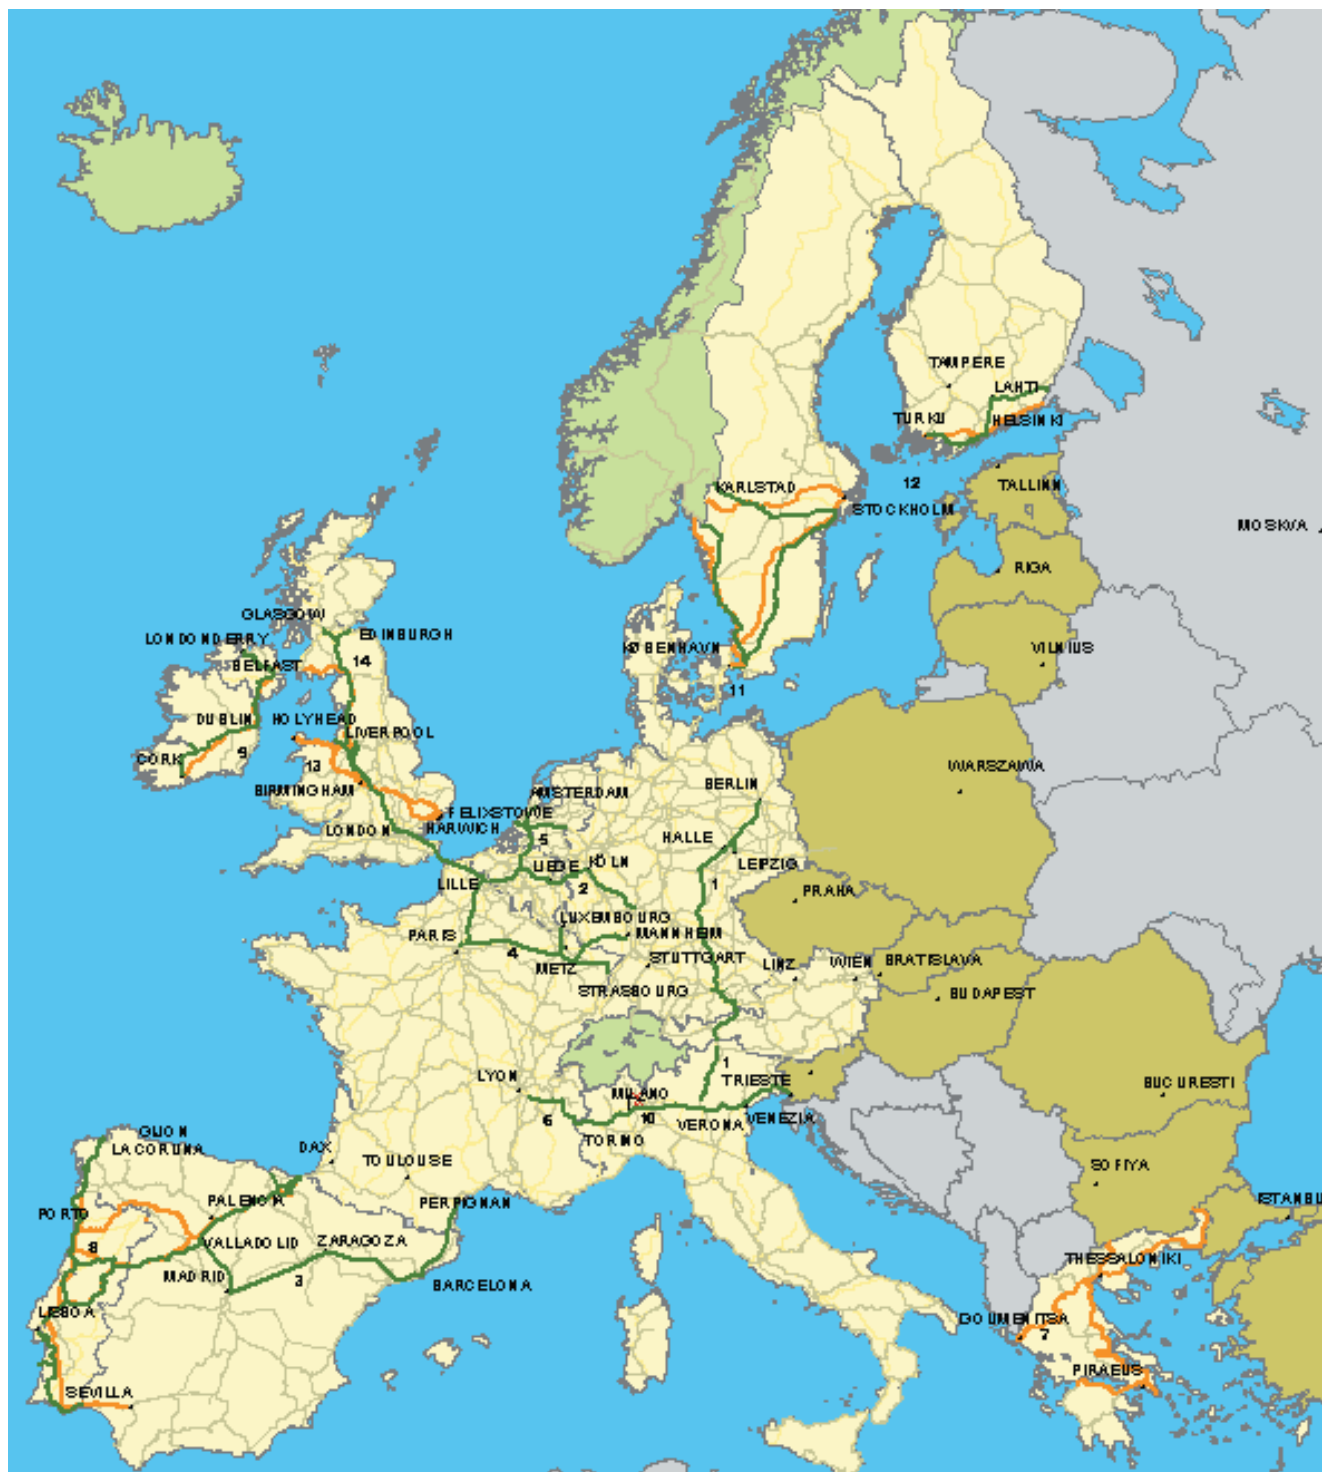 TAMPERE
LAHTI
TURKU
HELSINKI
12
KARLSTAD
STOCKHOLM
TALLINN
MOSKVA
RIGA
GLASGOW
EDINBURGH
LONDONDERRY
BELFAST
14
KØBENHAVN
11
VILNIUS
DUBLIN
HOLYHEAD
LIVERPOOL
9
CORK
13
BIRMINGHAM
AMSTERDAM
BERLIN
WARSZAWA
FELIXSTOWE
HARWICH
LONDON
5
HALLE
LEIPZIG
LIEGE
KÖLN
LILLE
2
1
PRAHA
LUXEMBOURG
PARIS
MANNHEIM
4
METZ
STUTTGART
LINZ
WIEN
BRATISLAVA
STRASBOURG
BUDAPEST
LYON
1
TRIESTE
MILANO
BUCURESTI
6
10
VERONA
VENEZIA
TORINO
GIJON
LA CORUNA
DAX
TOULOUSE
SOFIYA
PALENCIA
PERPIGNAN
ISTANBU
PORTO
VALLADOLID
ZARAGOZA
8
MADRID
3
BARCELONA
THESSALONIKI
LISBOA
IGOUMENITSA
7
PIRAEUS
SEVILLA